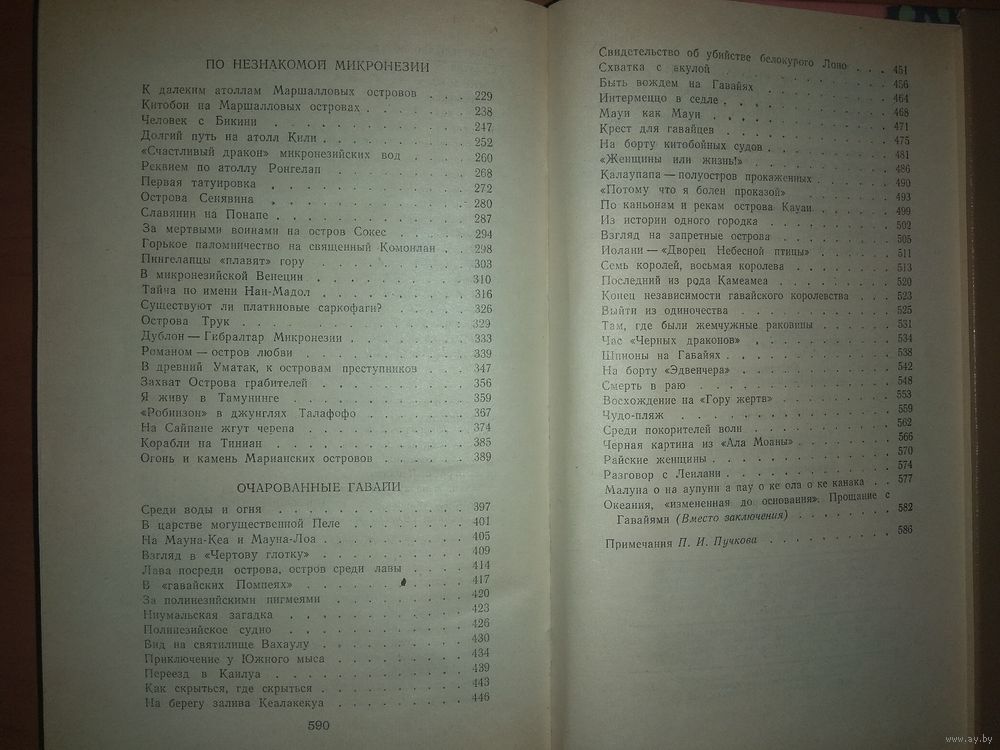 ПО НЕЗНАКОМОЙ МИКРОНЕЗИИ
К далеким атоллам Маршалловых островов . . 229
Китобои на Маршалловых островах . . . . . 238
Человек с Бикини . . . . . . . . . 247
Долгий путь на атолл Кили . . . . . . . 252
«Счастливый дракон» микронезийских вод . . . 260
Реквием по атоллу Ронгелап . . . . . . . 268
Первая татуировка . . . . . . . . . 272
Острова Сенявина . . . . . . . . . 280
Славянин на Понапе . . . . . . . . . 287
За мертвыми воинами на остров Сокес . . . . 294
Горькое паломничество на священный Комонлаи . . 298
Пингелапцы «плавят» гору . . . . . . . 303
В микронезийской Венеции . . . . . . . 310
Тайна по имени Нан-Мадол . . . . . . . 316
Существуют ли платиновые саркофаги? . . . . 326
Острова Трук . . . . . . . . . . 329
Дублон — Гибралтар Микронезии . . . . . . 333
Романом — остров любви . . . . . . . 339
В древний Уматак, к островам преступников . . 347
Захват Острова грабителей . . . . . . . 356
Я живу в Тамунинге . . . . . . . . 359
«Робинзон» в джунглях Талафофо . . . . . 367
На Сайпане жгут черепа . . . . . . . 374
Корабли на Тиниан . . . . . . . . . 385
Огонь и камень Марианских островов . . . . 389
ОЧАРОВАННЫЕ ГАВАЙИ
Среди воды и огня . . . . . . . . . 397
В царстве могущественной Пеле . . . . . . 401
На Мауна-Кеа и Мауна-Лоа . . . . . . . 405
Взгляд в «Чертову глотку» . . . . . . . 409
Лава посреди острова, остров среди лавы . . . . 414
В «гавайских Помпеях» . . . . . . . . 417
За полинезийскими пигмеями . . . . . . . 420
Ниумальская загадка . . . . . . . . 423
Полинезийское судно . . . . . . . . 426
Вид на святилище Вахаулу . . . . . . . 430
Приключение у Южного мыса . . . . . . 434
Переезд в Каилуа . . . . . . . . . 439
Как скрыться, где скрыться . . . . . . . 443
На берегу залива Кеалакекуа . . . . . . 446
590
Свидетельство об убийстве белокурого Лоно . . . 451
Схватка с акулой . . . . . . . . . 456
Быть вождем на Гавайях . . . . . . . 464
Интермеццо в седле . . . . . . . . . 468
Мауи как Мауи . . . . . . . . . . 471
Крест для гавайцев . . . . . . . . . 475
На борту китобойных судов . . . . . . . 481
«Женщины или жизнь!» . . . . . . . . 486
Калаупапа — полуостров прокаженных . . . . . 490
«Потому что я болен проказой» . . . . . . 493
По каньонам и рекам острова Кауаи . . . . . 499
Из истории одного городка . . . . . . . 502
Взгляд на запретные острова . . . . . . 505
Иолани — «Дворец Небесной птицы» . . . . . 511
Семь королей, восьмая королева . . . . . . 513
Последний из рода Камеамеа . . . . . . . 520
Конец независимости гавайского королевства . . . 523
Выйти из одиночества . . . . . . . . 525
Там, где были жемчужные раковины . . . . . 531
Час «Черных драконов» . . . . . . . . 534
Шпионы на Гавайях . . . . . . . . . 538
На борту «Эдвенчера» . . . . . . . . 542
Смерть в раю . . . . . . . . . . 548
Восхождение на «Гору жертв» . . . . . . 553
Чудо-пляж . . . . . . . . . . . 559
Среди покорителей волн . . . . . . . . 562
Черная картина из «Ала Моаны» . . . . . . 566
Райские женщины . . . . . . . . . 570
Разговор с Леилани . . . . . . . . . 574
Малуна о на аупуни а пау о ке ола о ке канака . . 577
Океания, «измененная до основания». Прощание с
Гавайями (Вместо заключения) . . . . . . 582
Примечания П. И. Пучкова . . . . . . . 586
www.ay.by